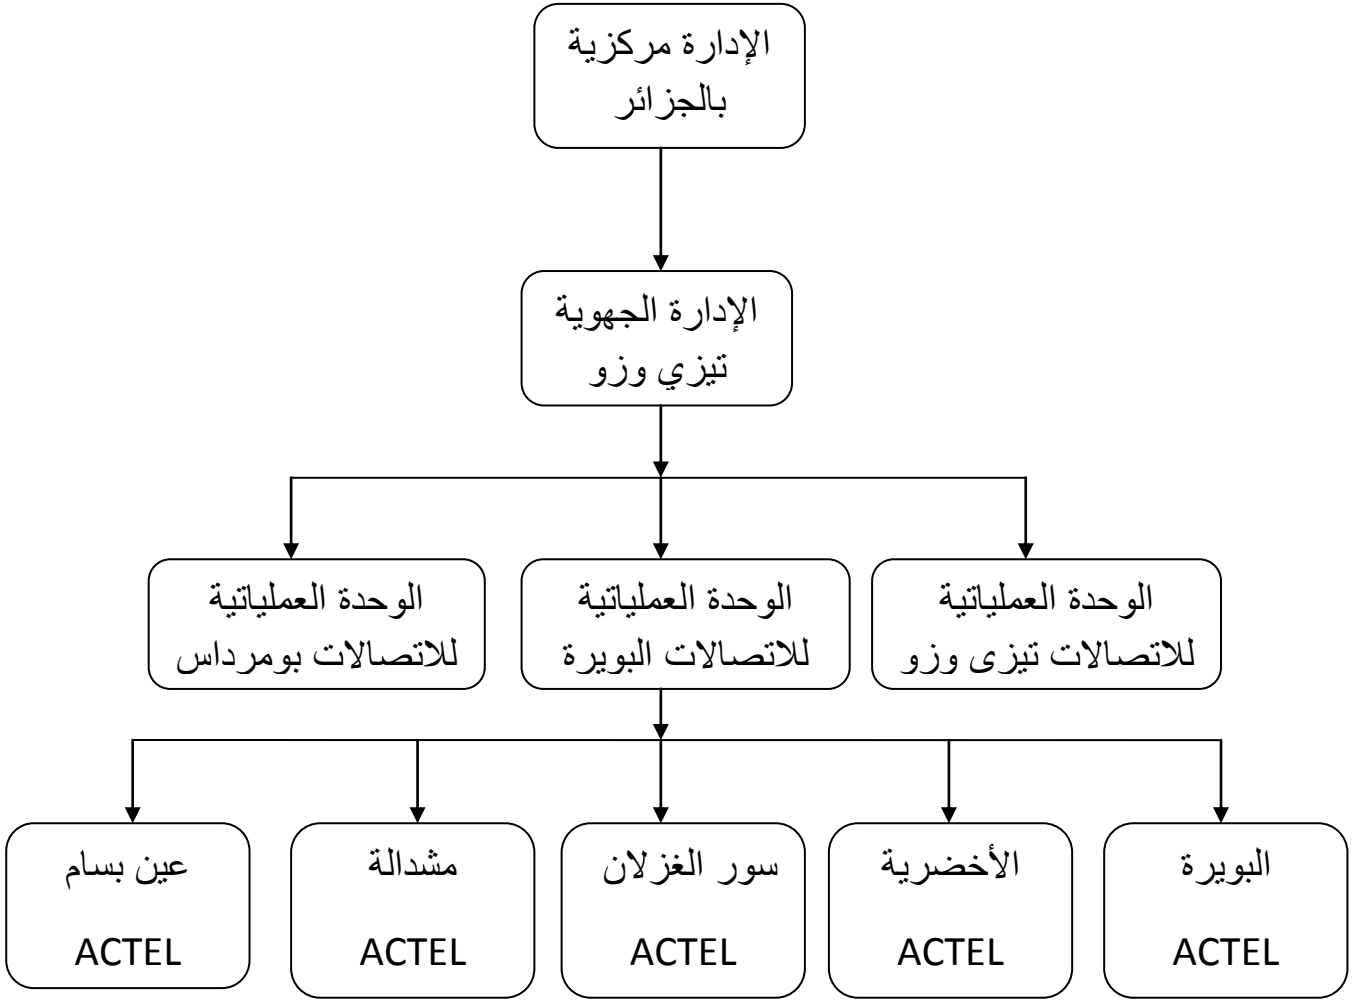 الإدارة مركزية
بالجزائر
الإدارة الجهوية
تيزي وزو
الوحدة العملياتية
للاتصالات تيزى وزو
الوحدة العملياتية
للاتصالات البويرة
الوحدة العملياتية
للاتصالات بومرداس
البويرة
ACTEL
الأخضرية
ACTEL
سور الغزلان
ACTEL
مشدالة
ACTEL
عين بسام
ACTEL